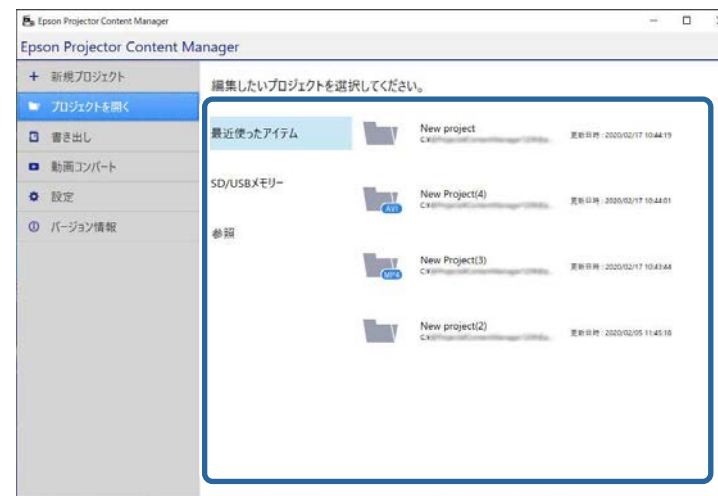 Epson Projector Content Manager
Epson Projector Content Manager
新規プロジェクト
プロジェクトを開く
書き出し
動画コンバート
設定
バージョン情報
編集したいプロジェクトを選択してください。
最近使ったアイテム
SD/USBメモリー
参照
New project
C:¥
更新日時 : 2020/02/17 10:44:19
New Project(4)
C:¥
更新日時 : 2020/02/17 10:44:01
AVI
New Project(3)
C:¥
更新日時 : 2020/02/17 10:43:44
MP4
New project(2)
C:¥
更新日時 : 2020/02/05 11:45:18